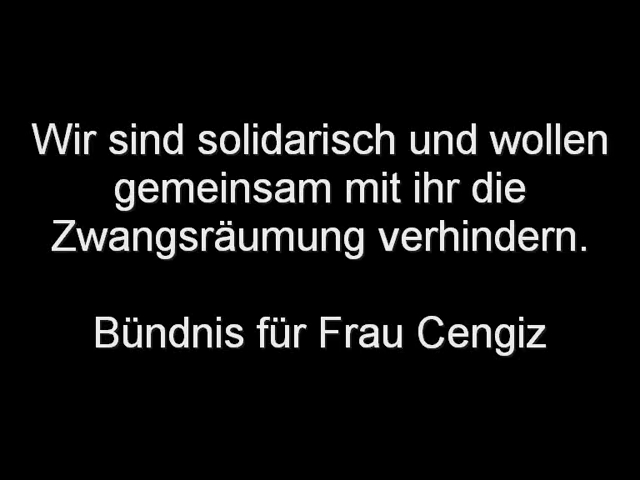 Wir sind solidarisch und wollen
gemeinsam mit ihr die
Zwangsräumung verhindern.
Bündnis für Frau Cengiz